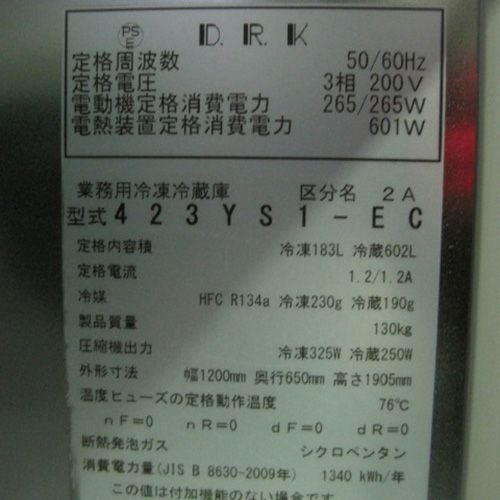 PS
E
D.R.K
定格周波数 50/60Hz
定格電圧 3相 200V
電動機定格消費電力 265/265W
電熱装置定格消費電力 601W
業務用冷凍冷蔵庫 区分名 2A
型式 423YS1-EC
定格内容積 冷凍183L 冷蔵602L
定格電流 1.2/1.2A
冷媒 HFC R134a 冷凍230g 冷蔵190g
製品質量 130kg
圧縮機出力 冷凍325W 冷蔵250W
外形寸法 幅1200mm 奥行650mm 高さ1905mm
温度ヒューズの定格動作温度 76℃
nF=0 nR=0 dF=0 dR=0
断熱発泡ガス シクロペンタン
消費電力量(JIS B 8630-2009年) 1340 kWh/年
この値は付加機能のない場合です